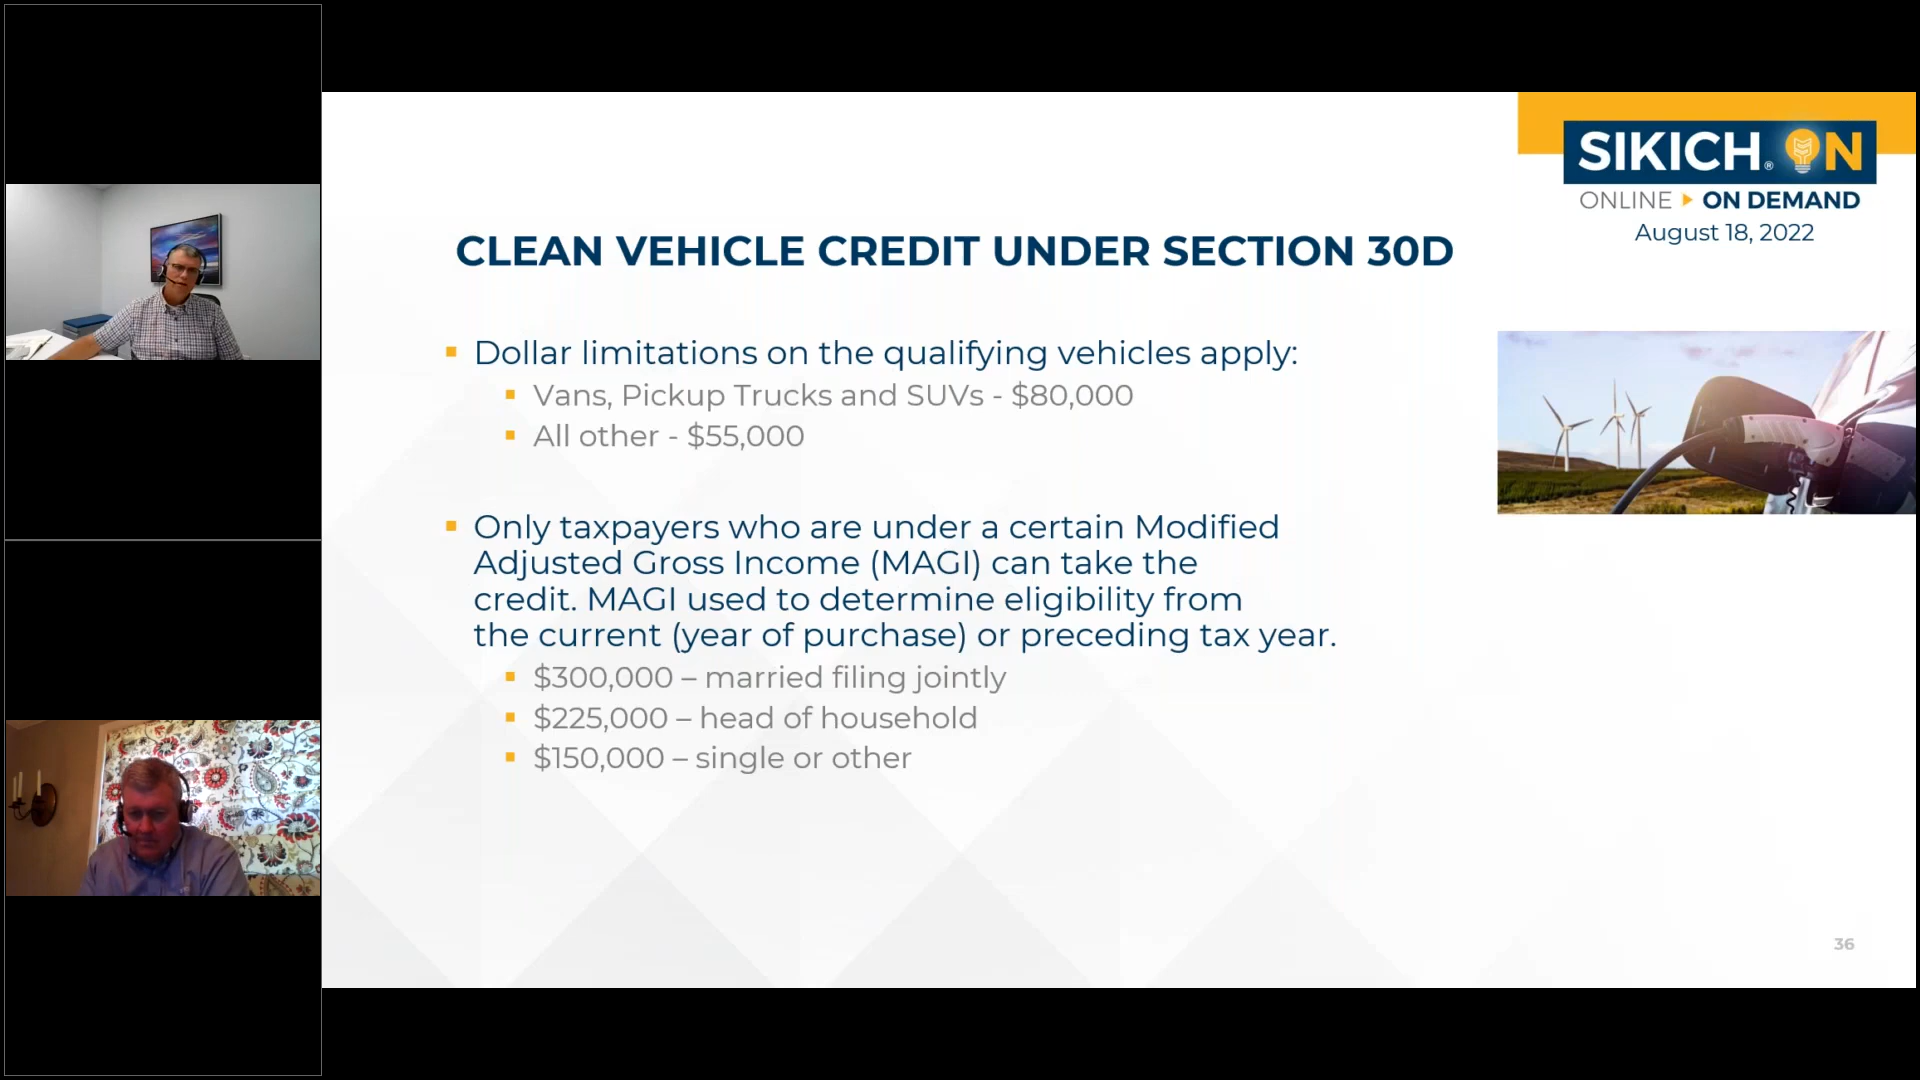 SIKICH® ON
ONLINE ▸ ON DEMAND
August 18, 2022
CLEAN VEHICLE CREDIT UNDER SECTION 30D
▪ Dollar limitations on the qualifying vehicles apply:
▪ Vans, Pickup Trucks and SUVs - $80,000
▪ All other - $55,000
▪ Only taxpayers who are under a certain Modified
Adjusted Gross Income (MAGI) can take the
credit. MAGI used to determine eligibility from
the current (year of purchase) or preceding tax year.
▪ $300,000 – married filing jointly
▪ $225,000 – head of household
▪ $150,000 – single or other
36